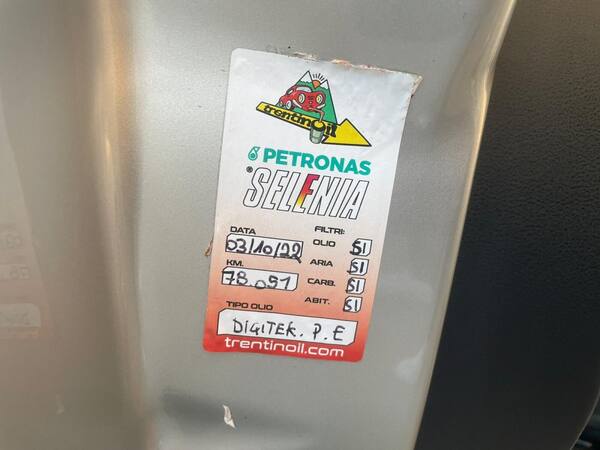 trentinoil
PETRONAS
SELENIA
DATA
03/10/22
KM.
78.091
FILTRI:
OLIO SI
ARIA SI
CARB. SI
ABIT. SI
TIPO OLIO
DIGITEK. P.E
trentinoil.com